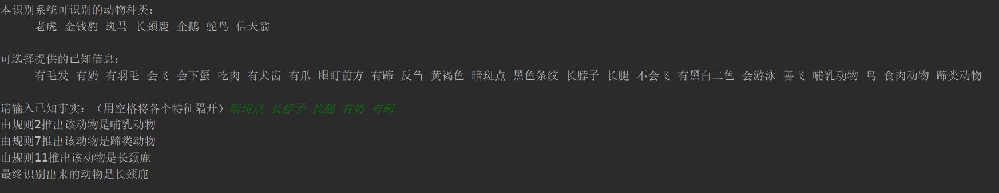 本识别系统可识别的动物种类：
老虎 金钱豹 斑马 长颈鹿 企鹅 鸵鸟 信天翁
可选择提供的已知信息：
有毛发 有奶 有羽毛 会飞 会下蛋 吃肉 有犬齿 有爪 眼盯前方 有蹄 反刍 黄褐色 暗斑点 黑色条纹 长脖子 长腿 不会飞 有黑白二色 会游泳 善飞 哺乳动物 鸟 食肉动物 蹄类动物
请输入已知事实：（用空格将各个特征隔开）暗斑点 长脖子 长腿 有奶 有蹄
由规则2推出该动物是哺乳动物
由规则7推出该动物是蹄类动物
由规则11推出该动物是长颈鹿
最终识别出来的动物是长颈鹿